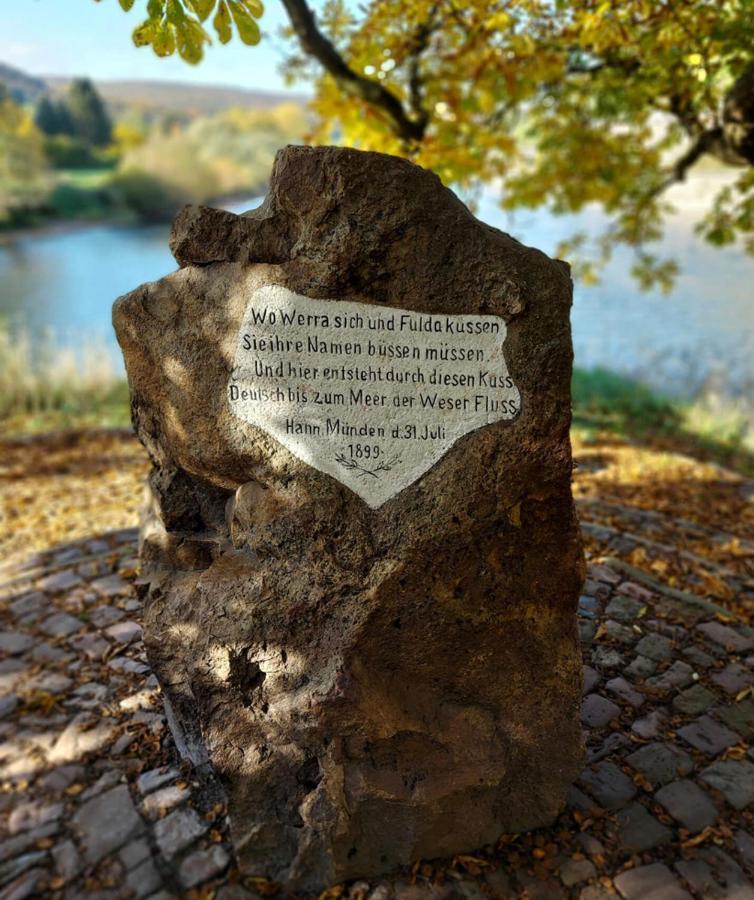 Wo Werra sich und Fulda küssen
Sie ihre Namen büssen müssen.
Und hier entsteht durch diesen Kuss
Deutsch bis zum Meer der Weser Fluss
Hann. Münden d. 31. Juli
1899.